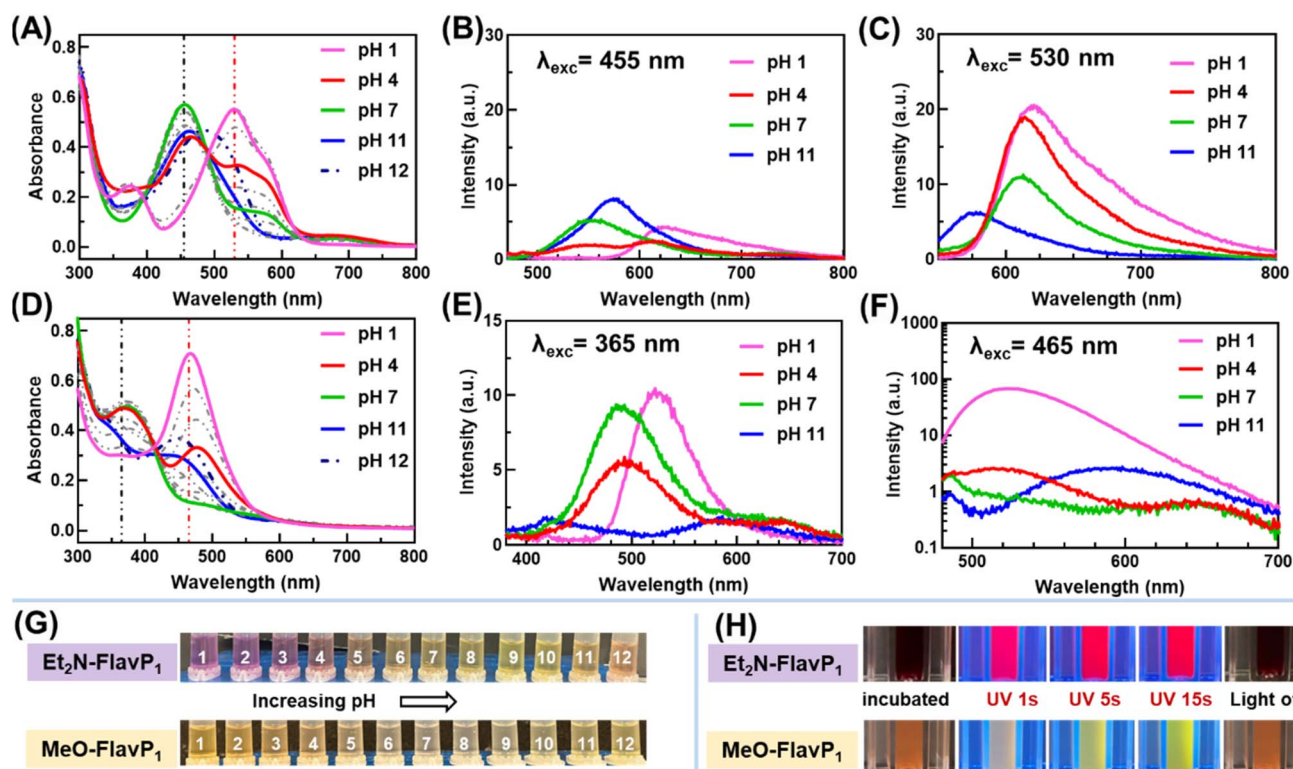 (A)
0.8
0.6
0.4
0.2
0.0
Absorbance
pH 1
pH 4
pH 7
pH 11
pH 12
300 400 500 600 700 800
Wavelength (nm)
(B)
λexc= 455 nm
30
20
10
0
Intensity (a.u.)
pH 1
pH 4
pH 7
pH 11
500 600 700 800
Wavelength (nm)
(C)
λexc= 530 nm
30
20
10
0
Intensity (a.u.)
pH 1
pH 4
pH 7
pH 11
600 700 800
Wavelength (nm)
(D)
0.8
0.6
0.4
0.2
0.0
Absorbance
pH 1
pH 4
pH 7
pH 11
pH 12
300 400 500 600 700 800
Wavelength (nm)
(E)
λexc= 365 nm
15
10
5
0
Intensity (a.u.)
pH 1
pH 4
pH 7
pH 11
400 500 600 700
Wavelength (nm)
(F)
λexc= 465 nm
1000
100
10
1
0.1
Intensity (a.u.)
pH 1
pH 4
pH 7
pH 11
500 600 700
Wavelength (nm)
(G)
Et2N-FlavP1
1 2 3 4 5 6 7 8 9 10 11 12
Increasing pH
MeO-FlavP1
1 2 3 4 5 6 7 8 9 10 11 12
(H)
Et2N-FlavP1
incubated UV 1s UV 5s UV 15s Light of
MeO-FlavP1